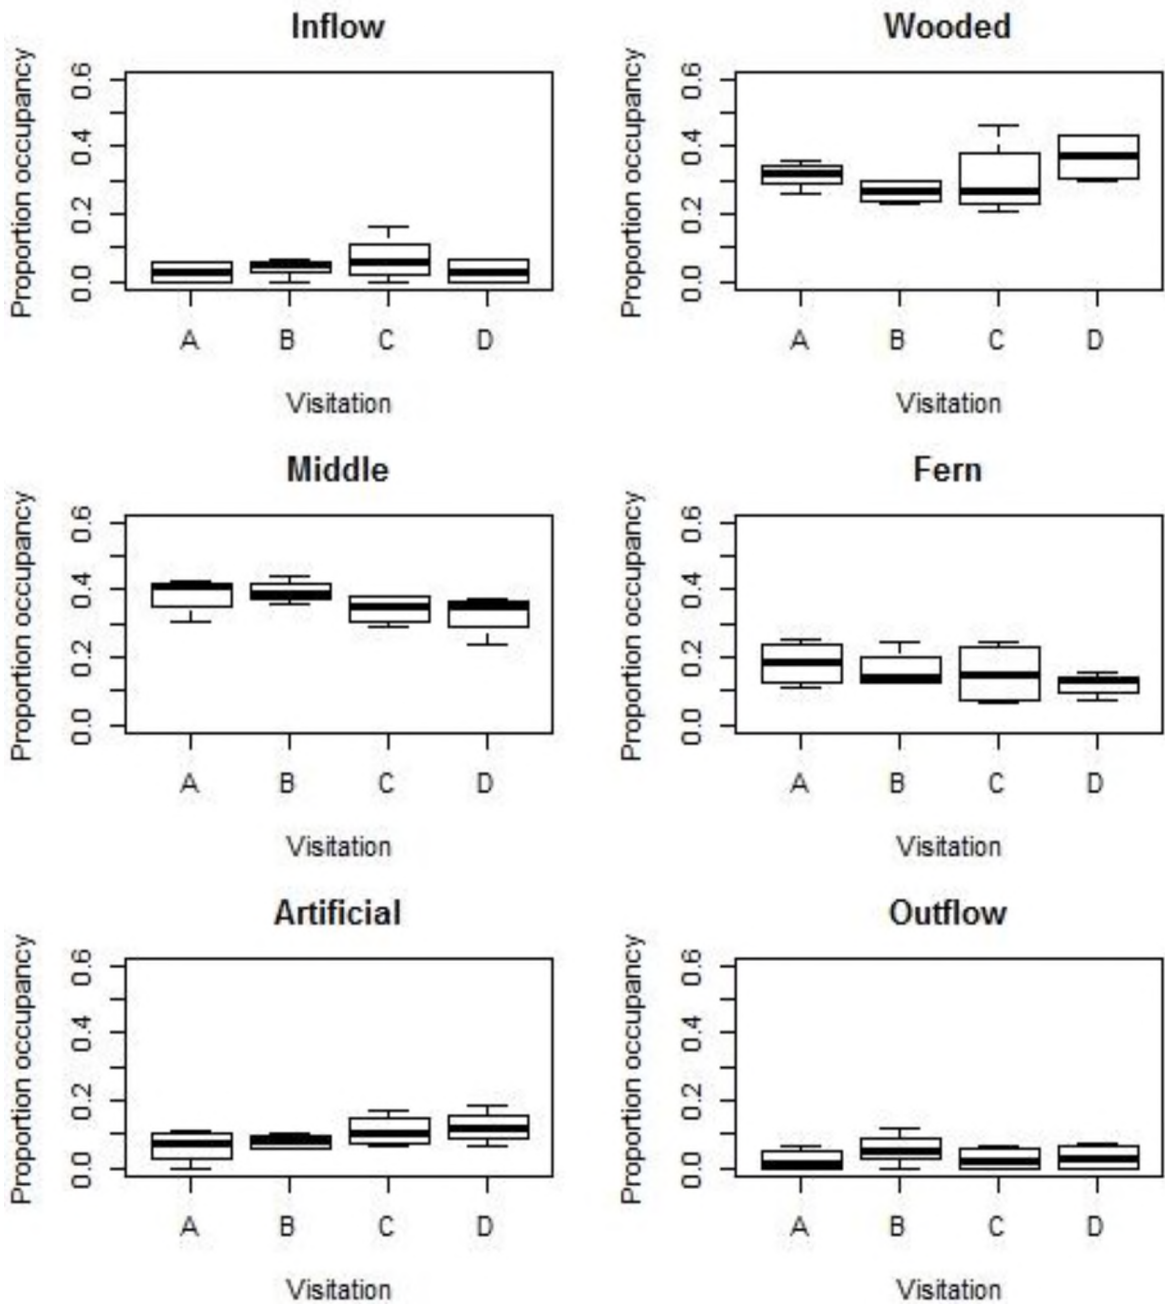 Inflow
Proportion occupancy
0.0 0.2 0.4 0.6
A B C D
Visitation
Wooded
Proportion occupancy
0.0 0.2 0.4 0.6
A B C D
Visitation
Middle
Proportion occupancy
0.0 0.2 0.4 0.6
A B C D
Visitation
Fern
Proportion occupancy
0.0 0.2 0.4 0.6
A B C D
Visitation
Artificial
Proportion occupancy
0.0 0.2 0.4 0.6
A B C D
Visitation
Outflow
Proportion occupancy
0.0 0.2 0.4 0.6
A B C D
Visitation